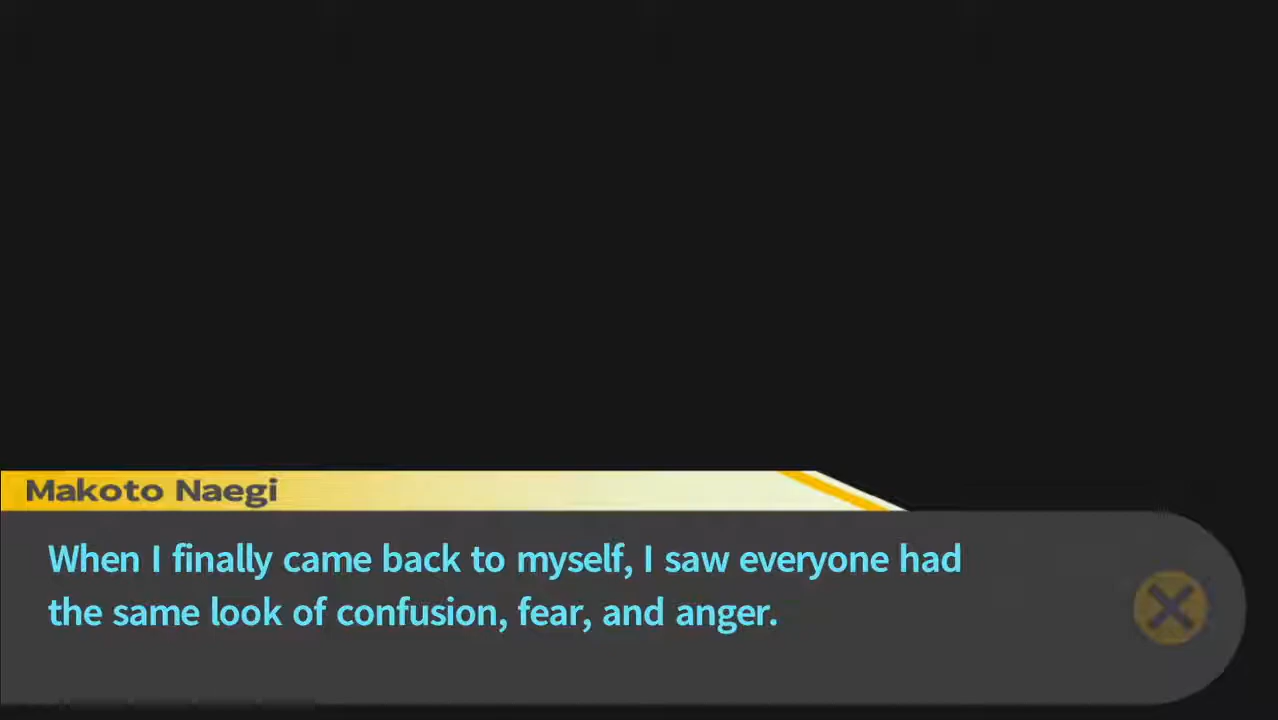 Makoto Naegi
When I finally came back to myself, I saw everyone had
the same look of confusion, fear, and anger.